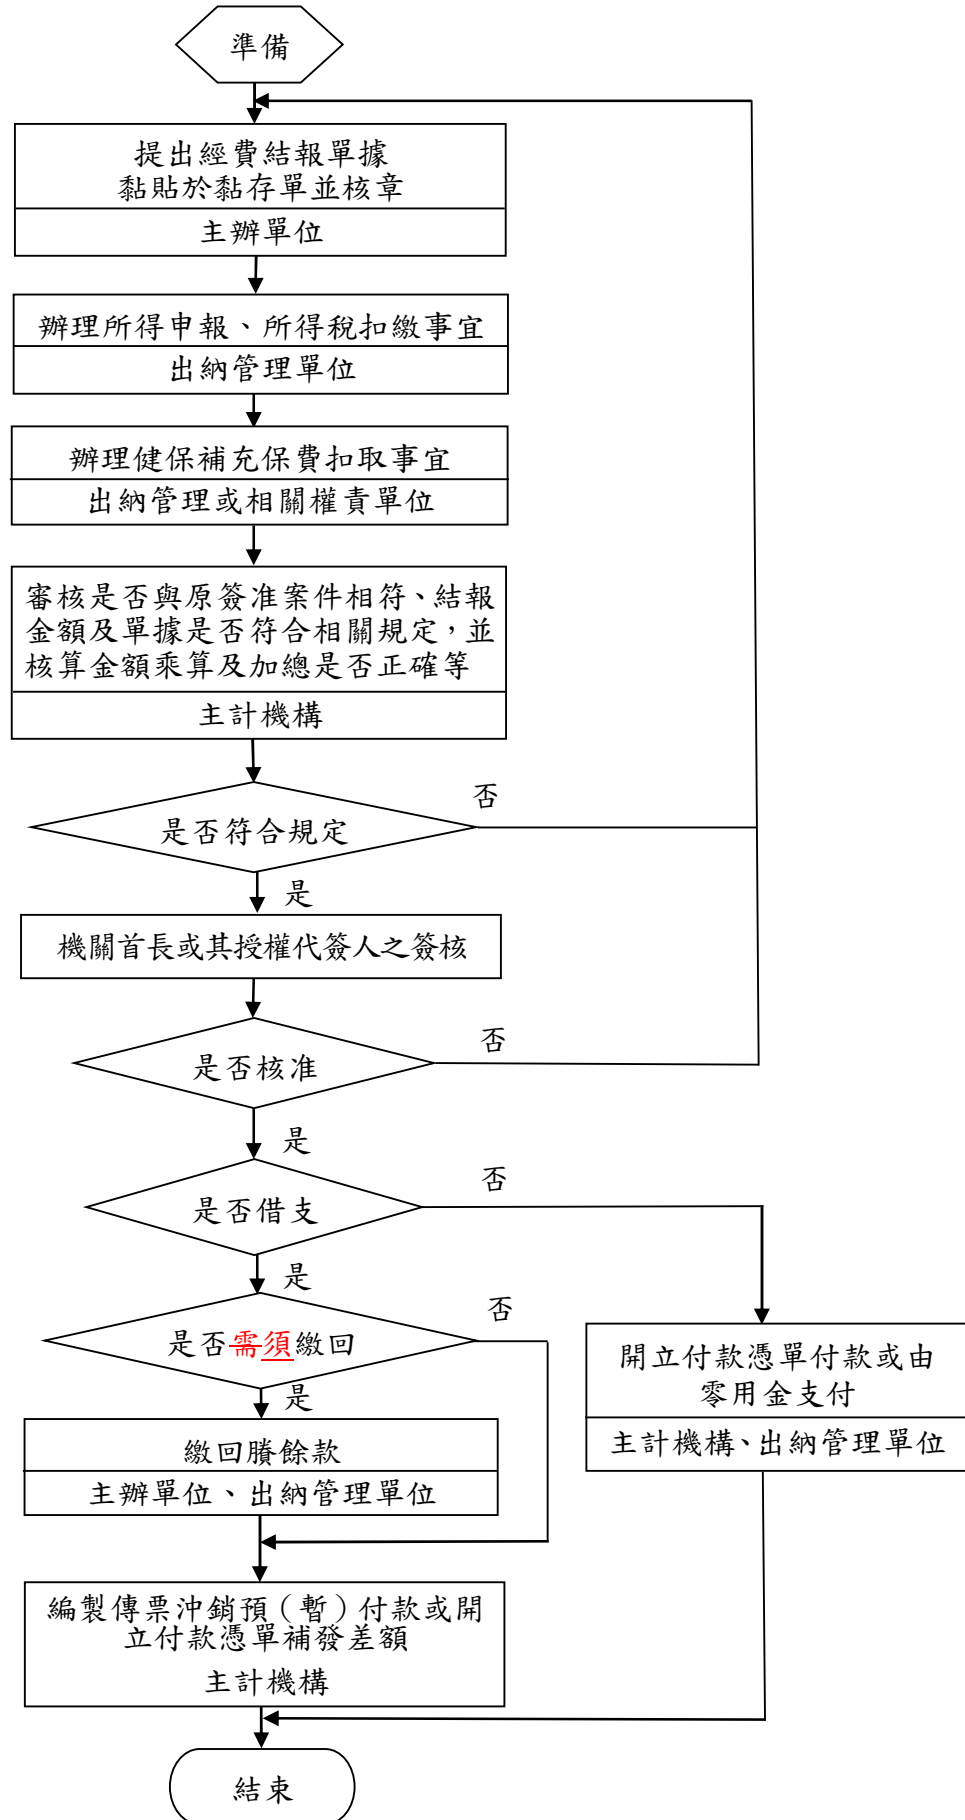 準備
提出經費結報單據
黏貼於黏存單並核章
主辦單位
辦理所得申報、所得稅扣繳事宜
出納管理單位
辦理健保補充保費扣取事宜
出納管理或相關權責單位
審核是否與原簽准案件相符、結報
金額及單據是否符合相關規定，並
核算金額乘算及加總是否正確等
主計機構
否
是否符合規定
是
機關首長或其授權代簽人之簽核
否
是否核准
是
否
是否借支
是
否
是否需須繳回
是
開立付款憑單付款或由
零用金支付
主計機構、出納管理單位
繳回賸餘款
主辦單位、出納管理單位
編製傳票沖銷預（暫）付款或開
立付款憑單補發差額
主計機構
結束